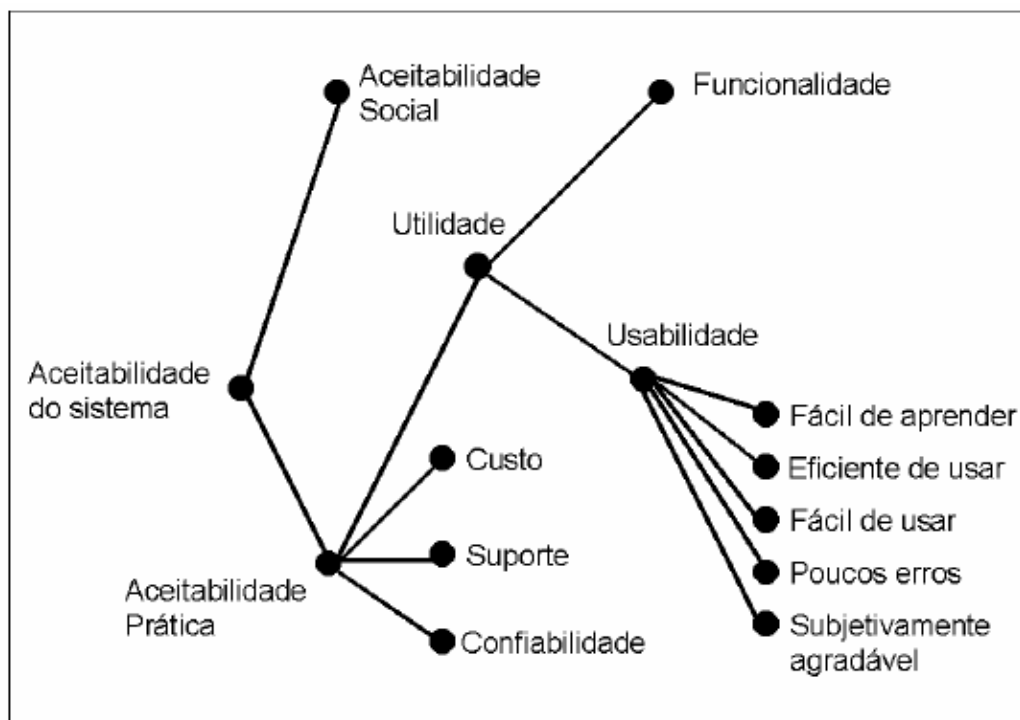 Aceitabilidade
Social
Funcionalidade
Utilidade
Usabilidade
Aceitabilidade
do sistema
Fácil de aprender
Custo
Eficiente de usar
Fácil de usar
Suporte
Poucos erros
Aceitabilidade
Prática
Confiabilidade
Subjetivamente
agradável